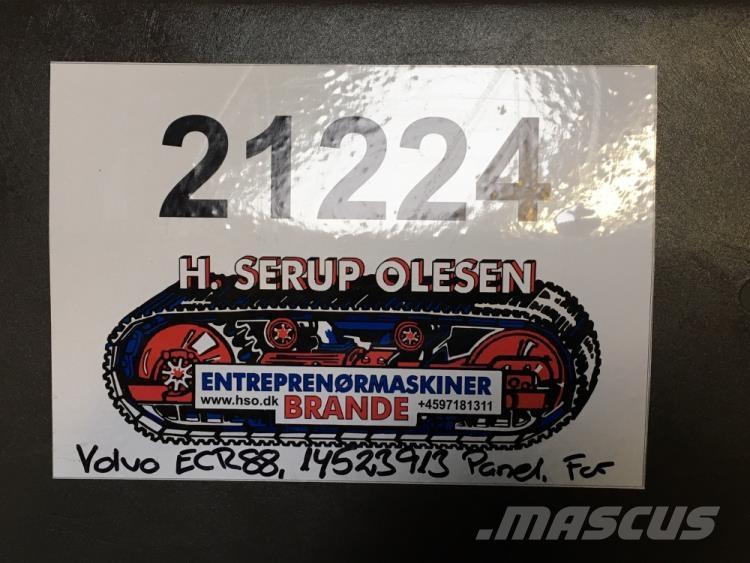 21224
H. SERUP OLESEN
ENTREPRENØRMASKINER
www.hso.dk BRANDE +4597181311
Volvo ECR88, 14523913 Panel, For
.MASCUS